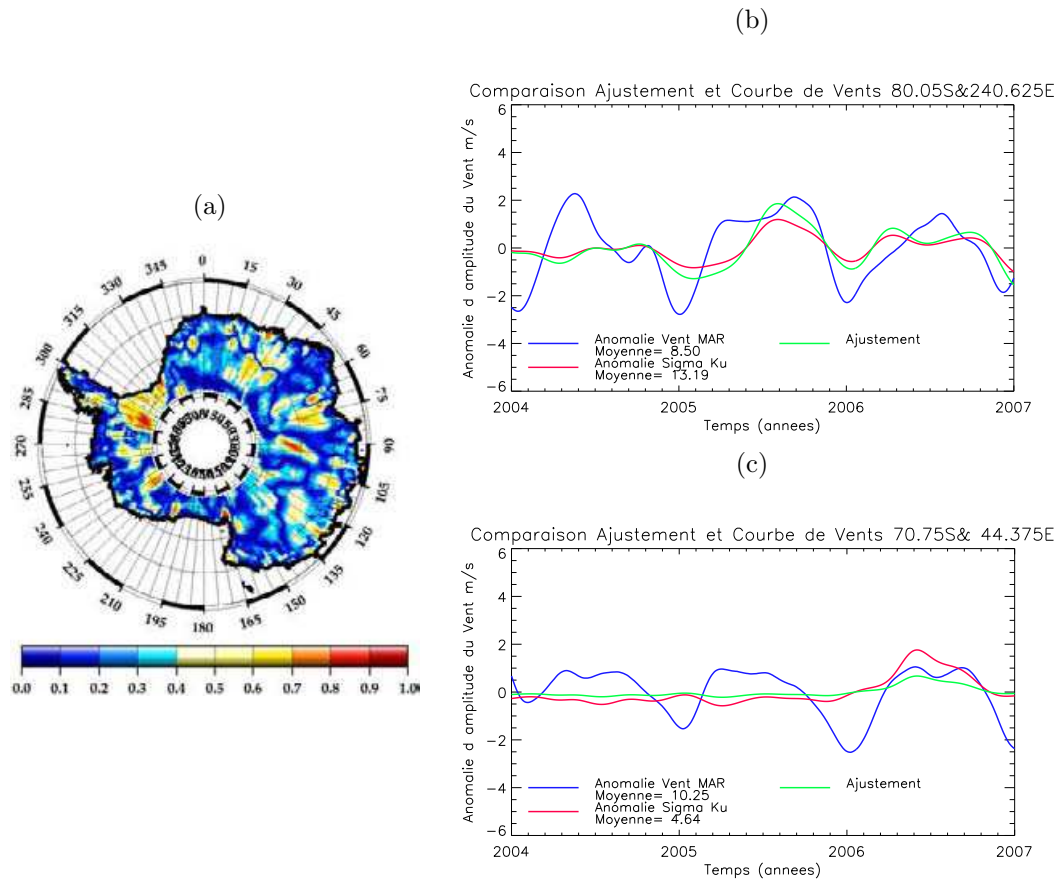 (a)
0
15
30
45
60
75
90
105
120
135
150
165
180
195
210
225
240
255
270
285
300
315
330
345
0.0 0.1 0.2 0.3 0.4 0.5 0.6 0.7 0.8 0.9 1.0
(b)
Comparaison Ajustement et Courbe de Vents 80.05S&240.625E
Anomalie d amplitude du Vent m/s
6
4
2
0
-2
-4
-6
Anomalie Vent MAR
Moyenne= 8.50
Anomalie Sigma Ku
Moyenne= 13.19
Ajustement
2004 2005 2006 2007
Temps (annees)
(c)
Comparaison Ajustement et Courbe de Vents 70.75S& 44.375E
Anomalie d amplitude du Vent m/s
6
4
2
0
-2
-4
-6
Anomalie Vent MAR
Moyenne= 10.25
Anomalie Sigma Ku
Moyenne= 4.64
Ajustement
2004 2005 2006 2007
Temps (annees)